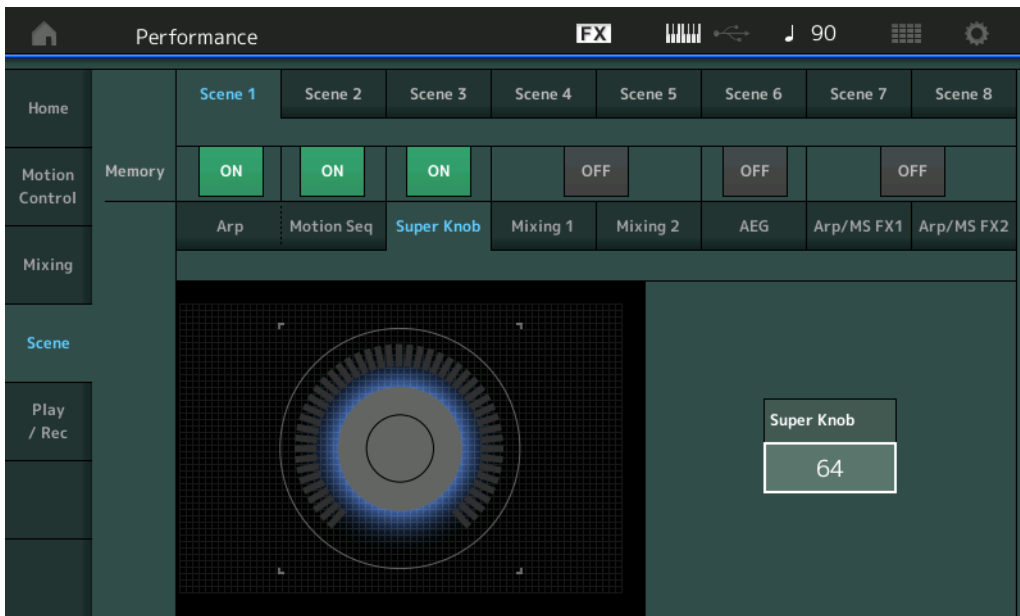 Performance FX 90
Scene 1 Scene 2 Scene 3 Scene 4 Scene 5 Scene 6 Scene 7 Scene 8
Home
Motion
Control
Memory ON ON ON OFF OFF OFF
Arp Motion Seq Super Knob Mixing 1 Mixing 2 AEG Arp/MS FX1 Arp/MS FX2
Mixing
Scene
Play
/ Rec
Super Knob
64